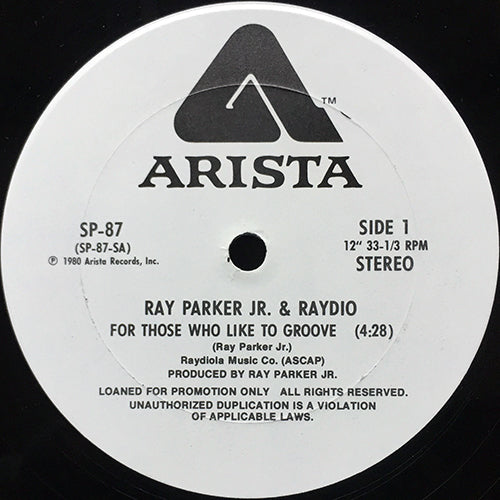 ™
ARISTA
SP-87
(SP-87-SA)
℗ 1980 Arista Records, Inc.
SIDE 1
12" 33-1/3 RPM
STEREO
RAY PARKER JR. & RAYDIO
FOR THOSE WHO LIKE TO GROOVE (4:28)
(Ray Parker Jr.)
Raydiola Music Co. (ASCAP)
PRODUCED BY RAY PARKER JR.
LOANED FOR PROMOTION ONLY ALL RIGHTS RESERVED.
UNAUTHORIZED DUPLICATION IS A VIOLATION
OF APPLICABLE LAWS.